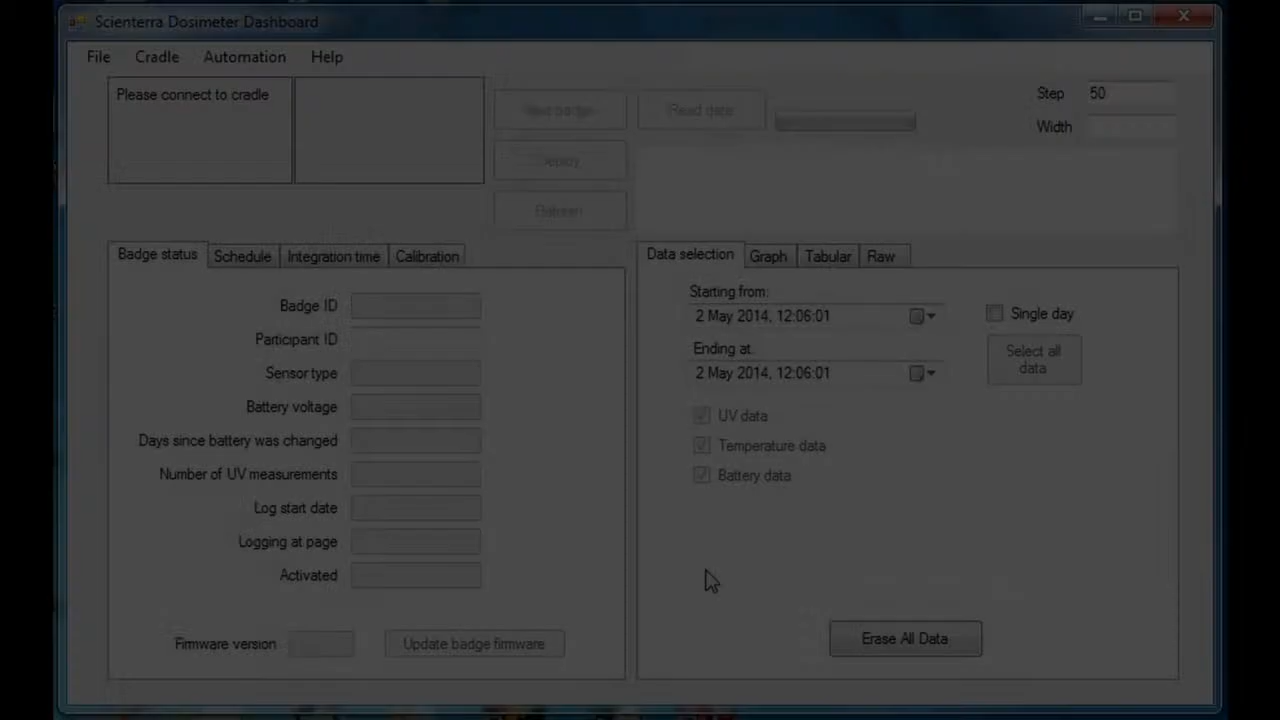 Scienterra Dosimeter Dashboard
File Cradle Automation Help
Please connect to cradle
Read data
Step 50
Width
Deploy
Badge status Schedule Integration time Calibration
Data selection Graph Tabular Raw
Badge ID
Participant ID
Sensor type
Battery voltage
Days since battery was changed
Number of UV measurements
Log start date
Logging at page
Activated
Firmware version
Update badge firmware
Starting from:
2 May 2014, 12:06:01
Single day
Ending at:
2 May 2014, 12:06:01
Select all
data
UV data
Temperature data
Battery data
Erase All Data